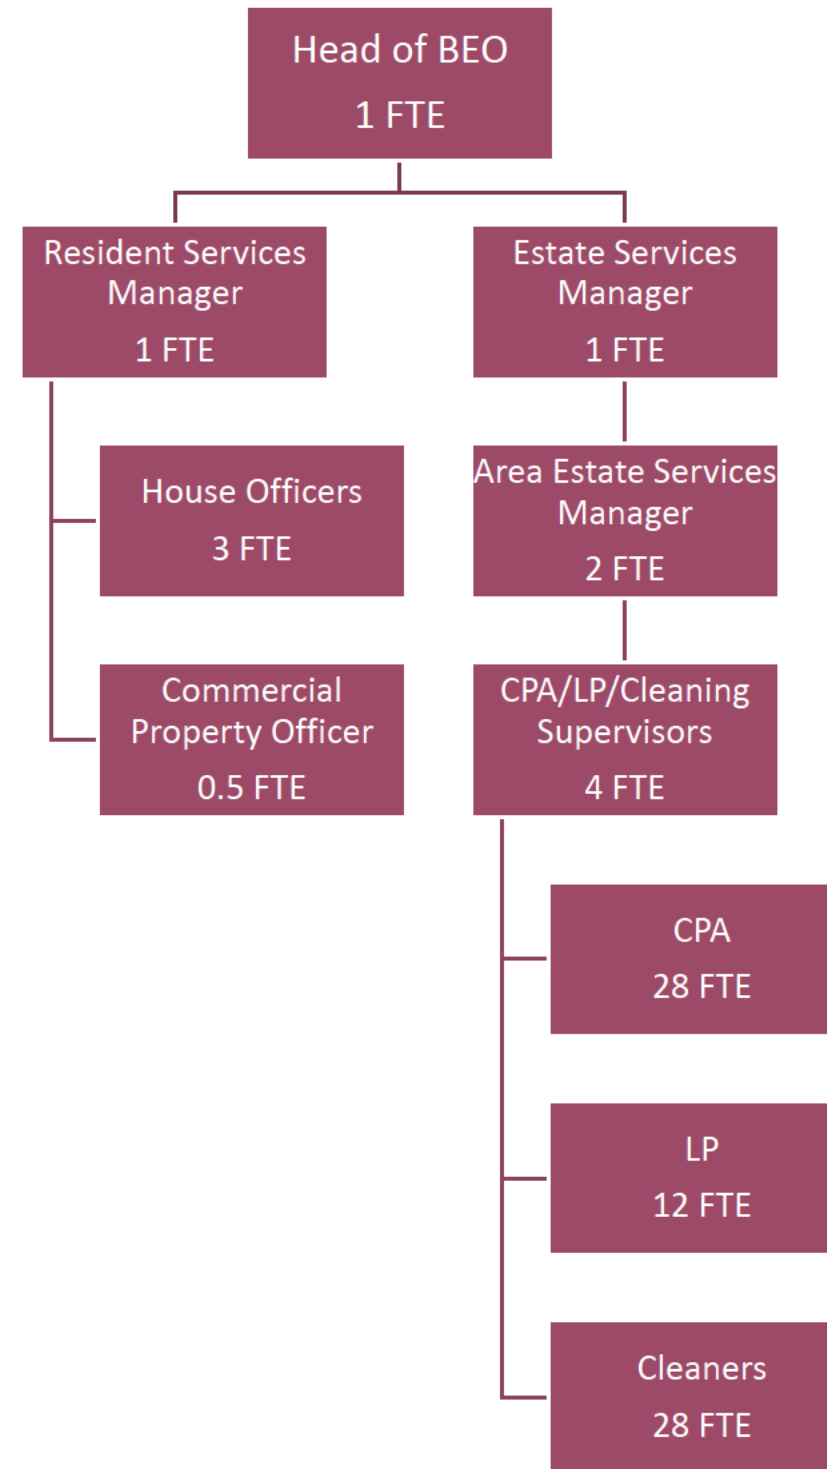 Head of BEO
1 FTE
Resident Services
Manager
1 FTE
House Officers
3 FTE
Commercial
Property Officer
0.5 FTE
Estate Services
Manager
1 FTE
Area Estate Services
Manager
2 FTE
CPA/LP/Cleaning
Supervisors
4 FTE
CPA
28 FTE
LP
12 FTE
Cleaners
28 FTE